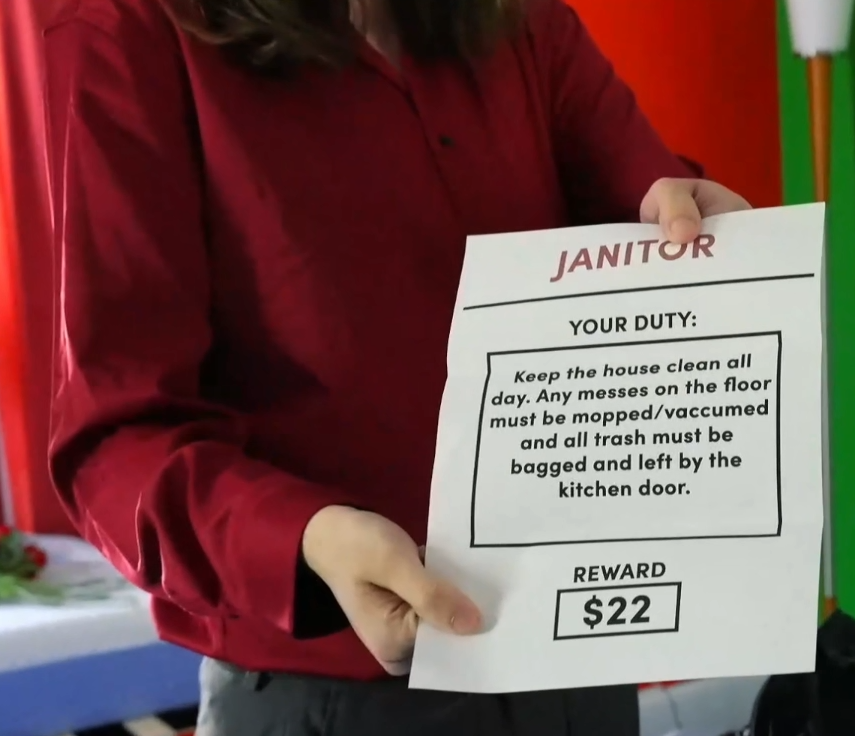 JANITOR
YOUR DUTY:
Keep the house clean all
day. Any messes on the floor
must be mopped/vaccumed
and all trash must be
bagged and left by the
kitchen door.
REWARD
$22